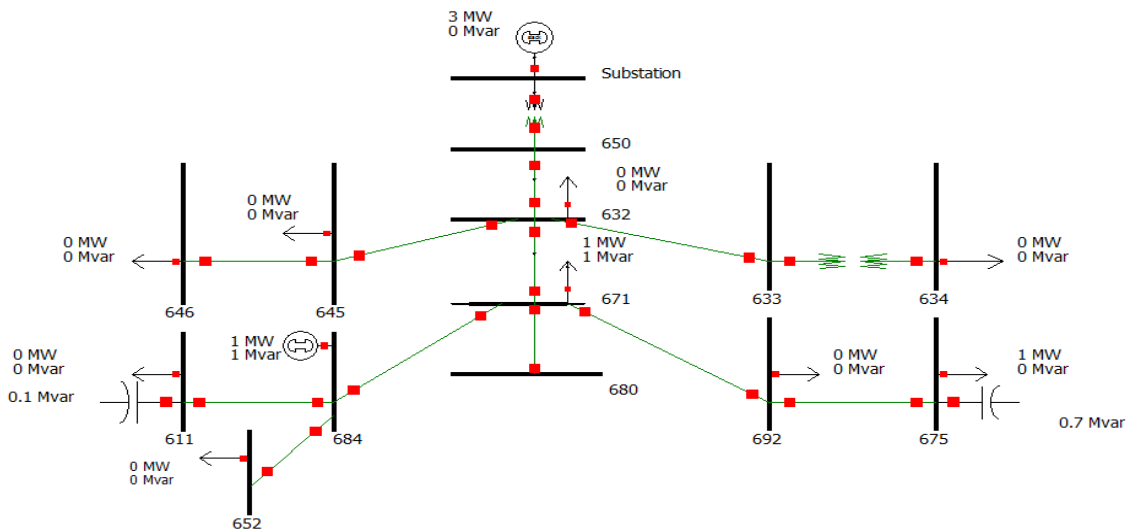 3 MW
0 Mvar
Substation
650
0 MW
0 Mvar
632
0 MW
0 Mvar
0 MW
0 Mvar
1 MW
1 Mvar
0 MW
0 Mvar
671
633
634
646
645
1 MW
1 Mvar
0 MW
0 Mvar
0 MW
0 Mvar
1 MW
0 Mvar
680
0.1 Mvar
0.7 Mvar
611
684
692
675
0 MW
0 Mvar
652